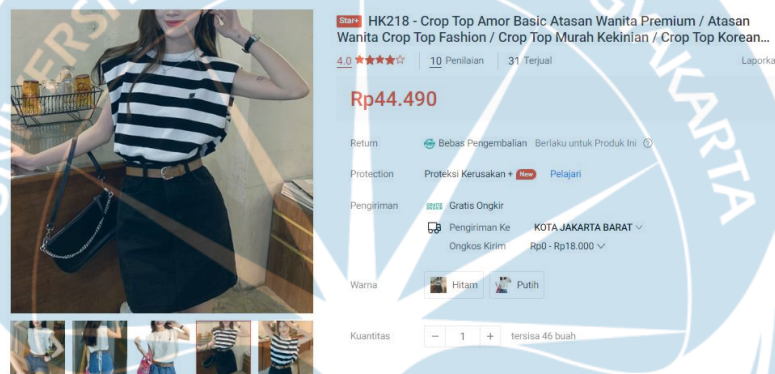 Star+ HK218 - Crop Top Amor Basic Atasan Wanita Premium / Atasan
Wanita Crop Top Fashion / Crop Top Murah Kekinian / Crop Top Korean...
4.0 10 Penilaian 31 Terjual Laporka
Rp44.490
Return Bebas Pengembalian Berlaku untuk Produk Ini
Protection Proteksi Kerusakan + New Pelajari
Pengiriman Gratis Ongkir
Pengiriman Ke KOTA JAKARTA BARAT
Ongkos Kirim Rp0 - Rp18.000
Warna Hitam Putih
Kuantitas - 1 + tersisa 46 buah